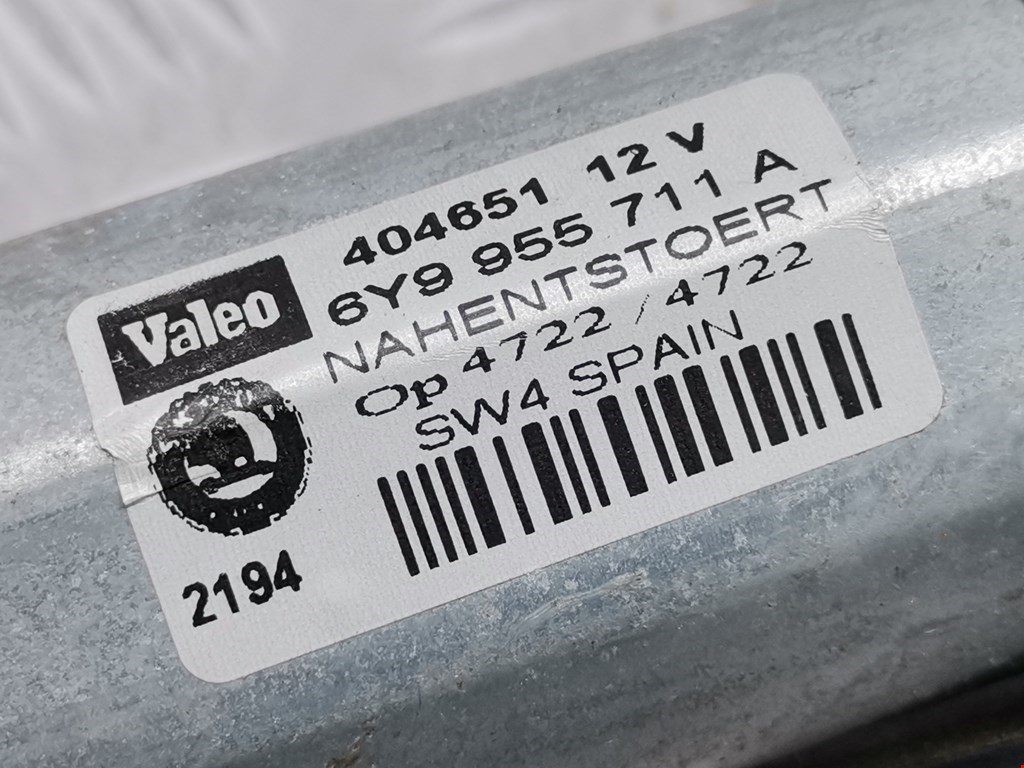 Valeo
404651 12 V
6Y9 955 711 A
NAHENTSTOERT
Op 4722 / 4722
SW4 SPAIN
2194